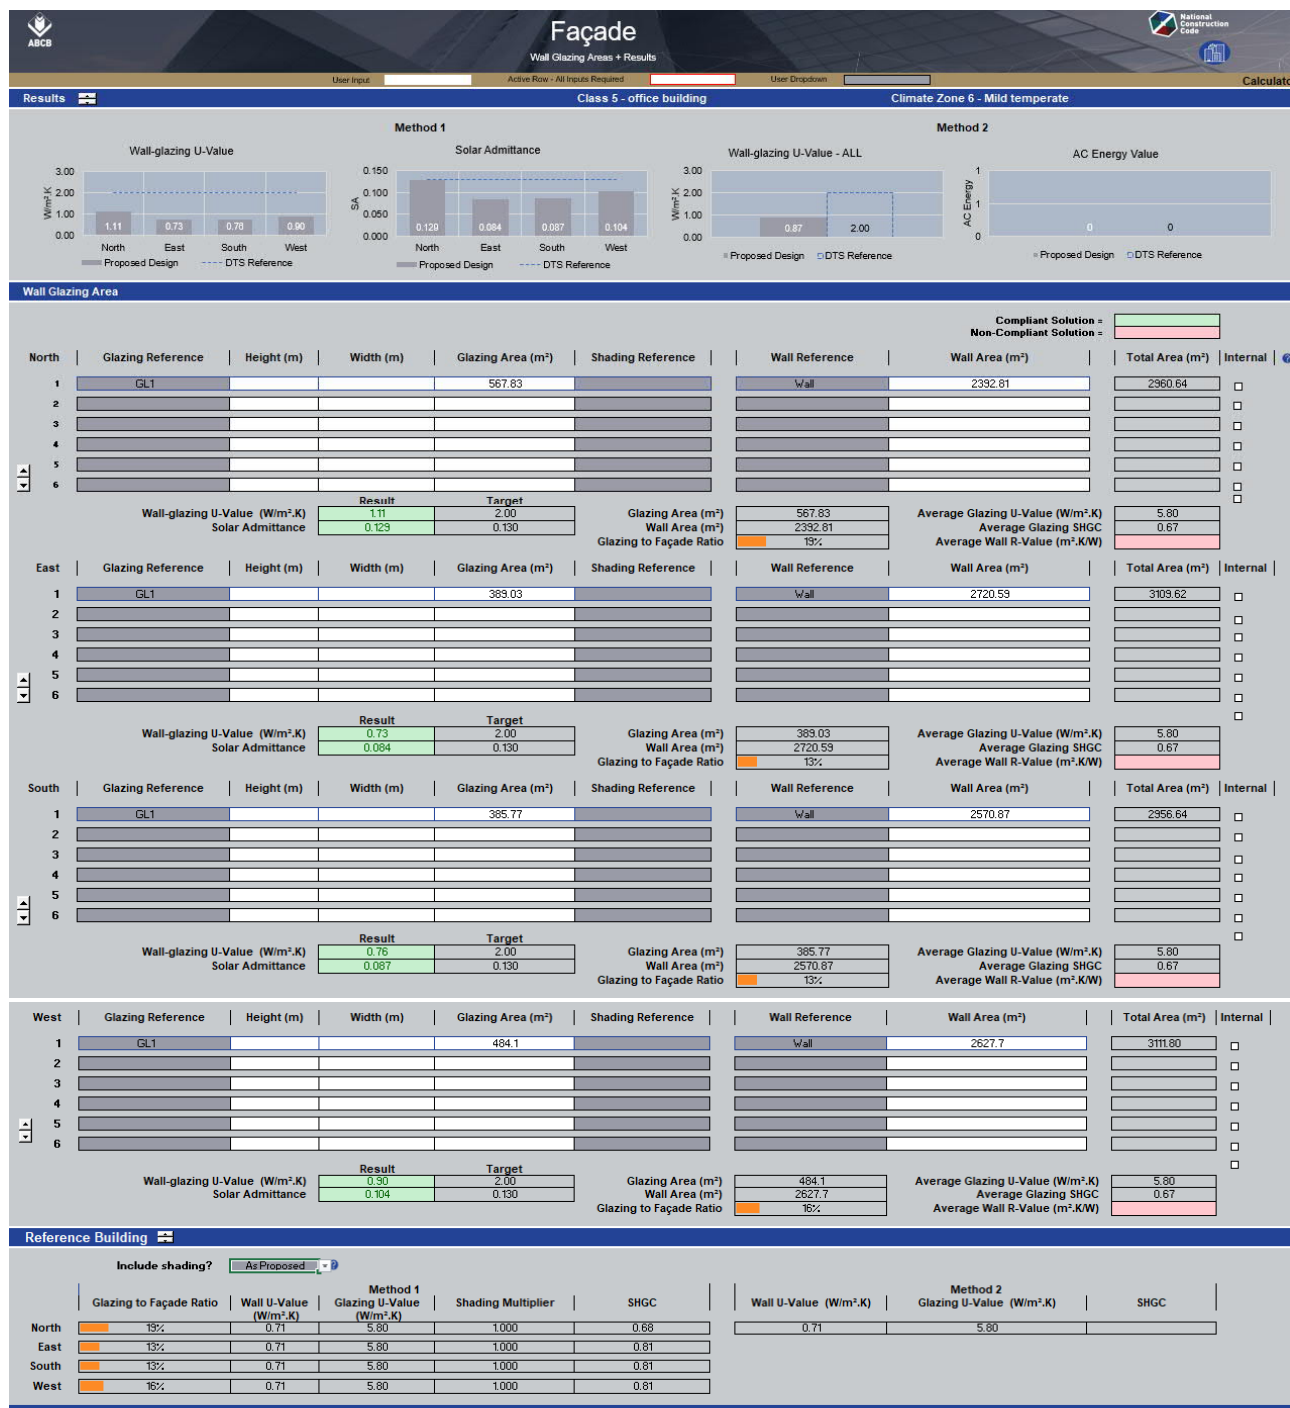 ABCB
Façade
Wall Glazing Areas + Results
National
Construction
Code
User Input
Active Row - All Inputs Required
User Dropdown
Calculato
Results
Class 5 - office building
Climate Zone 6 - Mild temperate
Method 1
Method 2
Wall-glazing U-Value
Solar Admittance
Wall-glazing U-Value - ALL
AC Energy Value
W/m².K
3.00
2.00
1.00
0.00
1.11
0.73
0.76
0.90
North East South West
Proposed Design DTS Reference
SA
0.150
0.100
0.050
0.000
0.129
0.084
0.087
0.104
North East South West
Proposed Design DTS Reference
W/m².K
3.00
2.00
1.00
0.00
0.87
2.00
Proposed Design DTS Reference
AC Energy
1
1
0
0
0
Proposed Design DTS Reference
Wall Glazing Area
Compliant Solution =
Non-Compliant Solution =
North Glazing Reference Height (m) Width (m) Glazing Area (m²) Shading Reference Wall Reference Wall Area (m²) Total Area (m²) Internal
1 GL1 567.83 Wall 2392.81 2960.64
2
3
4
5
6
Result Target
Wall-glazing U-Value (W/m².K) 1.11 2.00 Glazing Area (m²) 567.83 Average Glazing U-Value (W/m².K) 5.80
Solar Admittance 0.129 0.130 Wall Area (m²) 2392.81 Average Glazing SHGC 0.67
Glazing to Façade Ratio 19% Average Wall R-Value (m².K/W)
East Glazing Reference Height (m) Width (m) Glazing Area (m²) Shading Reference Wall Reference Wall Area (m²) Total Area (m²) Internal
1 GL1 389.03 Wall 2720.59 3109.62
2
3
4
5
6
Result Target
Wall-glazing U-Value (W/m².K) 0.73 2.00 Glazing Area (m²) 389.03 Average Glazing U-Value (W/m².K) 5.80
Solar Admittance 0.084 0.130 Wall Area (m²) 2720.59 Average Glazing SHGC 0.67
Glazing to Façade Ratio 13% Average Wall R-Value (m².K/W)
South Glazing Reference Height (m) Width (m) Glazing Area (m²) Shading Reference Wall Reference Wall Area (m²) Total Area (m²) Internal
1 GL1 385.77 Wall 2570.87 2956.64
2
3
4
5
6
Result Target
Wall-glazing U-Value (W/m².K) 0.76 2.00 Glazing Area (m²) 385.77 Average Glazing U-Value (W/m².K) 5.80
Solar Admittance 0.087 0.130 Wall Area (m²) 2570.87 Average Glazing SHGC 0.67
Glazing to Façade Ratio 13% Average Wall R-Value (m².K/W)
West Glazing Reference Height (m) Width (m) Glazing Area (m²) Shading Reference Wall Reference Wall Area (m²) Total Area (m²) Internal
1 GL1 484.1 Wall 2627.7 3111.80
2
3
4
5
6
Result Target
Wall-glazing U-Value (W/m².K) 0.90 2.00 Glazing Area (m²) 484.1 Average Glazing U-Value (W/m².K) 5.80
Solar Admittance 0.104 0.130 Wall Area (m²) 2627.7 Average Glazing SHGC 0.67
Glazing to Façade Ratio 16% Average Wall R-Value (m².K/W)
Reference Building
Include shading? As Proposed ?
Method 1 Method 2
Glazing to Façade Ratio Wall U-Value (W/m².K) Glazing U-Value (W/m².K) Shading Multiplier SHGC Wall U-Value (W/m².K) Glazing U-Value (W/m².K) SHGC
North 19% 0.71 5.80 1.000 0.68 0.71 5.80
East 13% 0.71 5.80 1.000 0.81
South 13% 0.71 5.80 1.000 0.81
West 16% 0.71 5.80 1.000 0.81